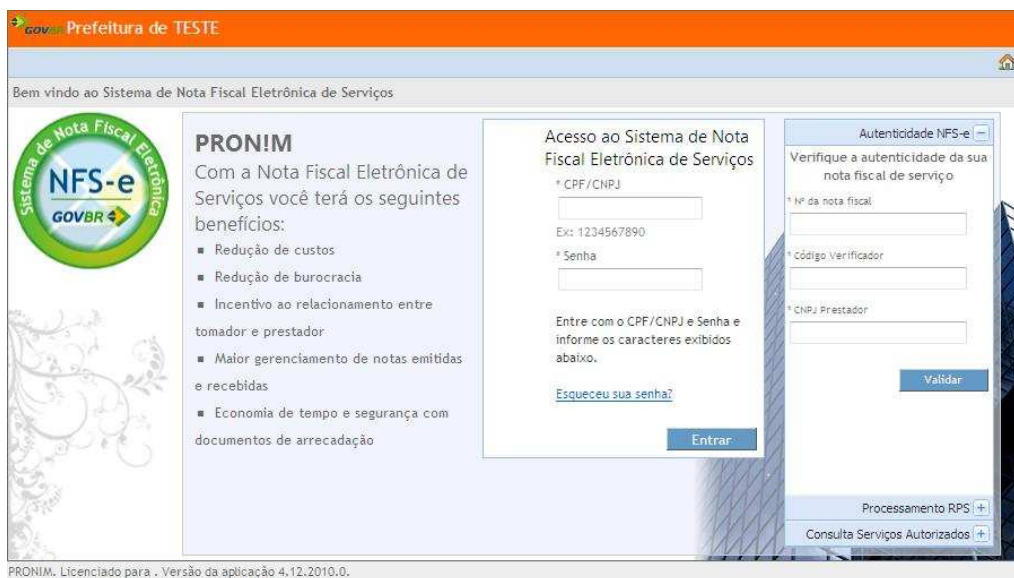 GOVBR Prefeitura de TESTE
Bem vindo ao Sistema de Nota Fiscal Eletrônica de Serviços
Sistema de Nota Fiscal Eletrônica
NFS-e
GOVBR
PRON!M
Com a Nota Fiscal Eletrônica de
Serviços você terá os seguintes
benefícios:
Redução de custos
Redução de burocracia
Incentivo ao relacionamento entre
tomador e prestador
Maior gerenciamento de notas emitidas
e recebidas
Economia de tempo e segurança com
documentos de arrecadação
Acesso ao Sistema de Nota
Fiscal Eletrônica de Serviços
* CPF/CNPJ
Ex: 1234567890
* Senha
Entre com o CPF/CNPJ e Senha e
informe os caracteres exibidos
abaixo.
Esqueceu sua senha?
Entrar
Autenticidade NFS-e
Verifique a autenticidade da sua
nota fiscal de serviço
* Nº da nota fiscal
* Código Verificador
* CNPJ Prestador
Validar
Processamento RPS
Consulta Serviços Autorizados
PRONIM. Licenciado para . Versão da aplicação 4.12.2010.0.